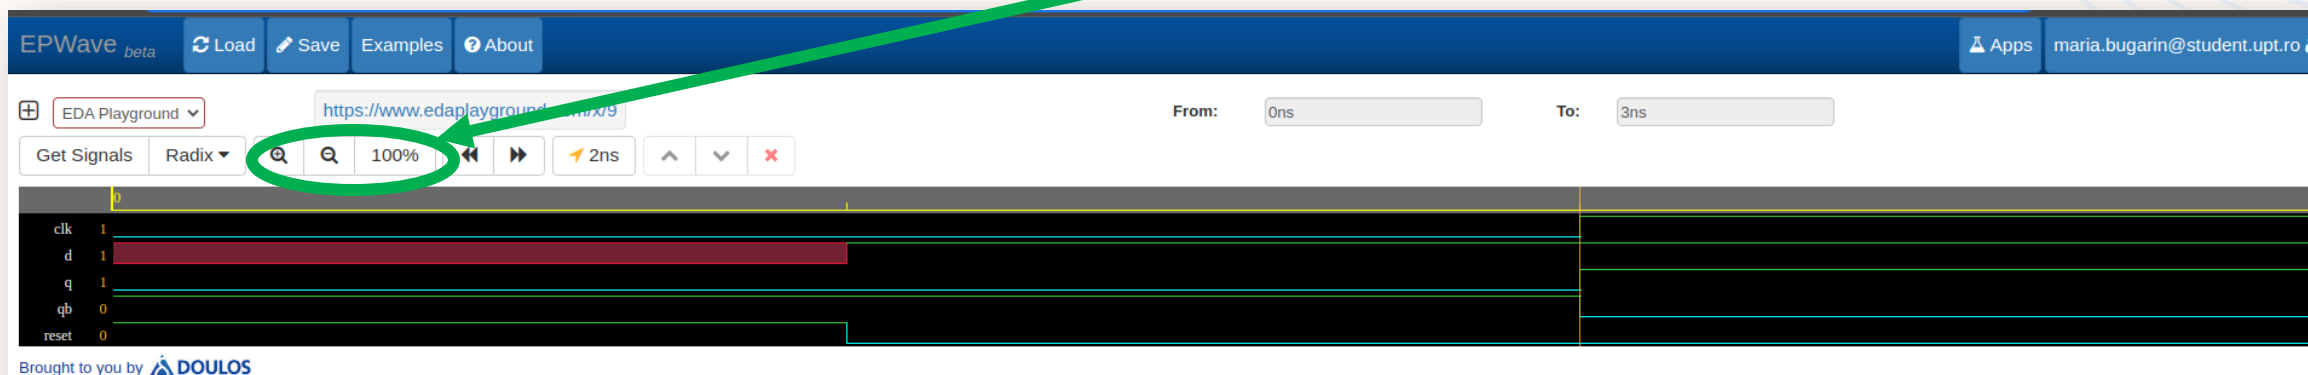 EPWave beta Load Save Examples About Apps maria.bugarin@student.upt.ro
EDA Playground https://www.edaplayground.com/x/9 From: 0ns To: 3ns
Get Signals Radix 100% 2ns
0
clk 1
d 1
q 1
qb 0
reset 0
Brought to you by DOULOS